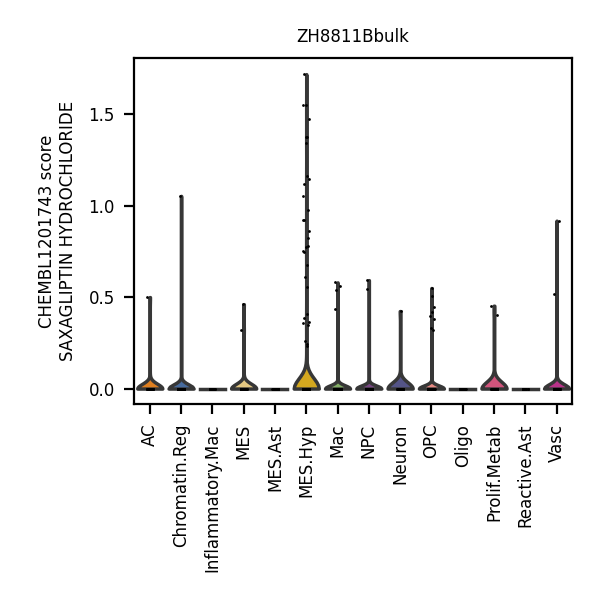 ZH8811Bbulk
CHEMBL1201743 score
SAXAGLIPTIN HYDROCHLORIDE
1.5
1.0
0.5
0.0
AC
Chromatin.Reg
Inflammatory.Mac
MES
MES.Ast
MES.Hyp
Mac
NPC
Neuron
OPC
Oligo
Prolif.Metab
Reactive.Ast
Vasc